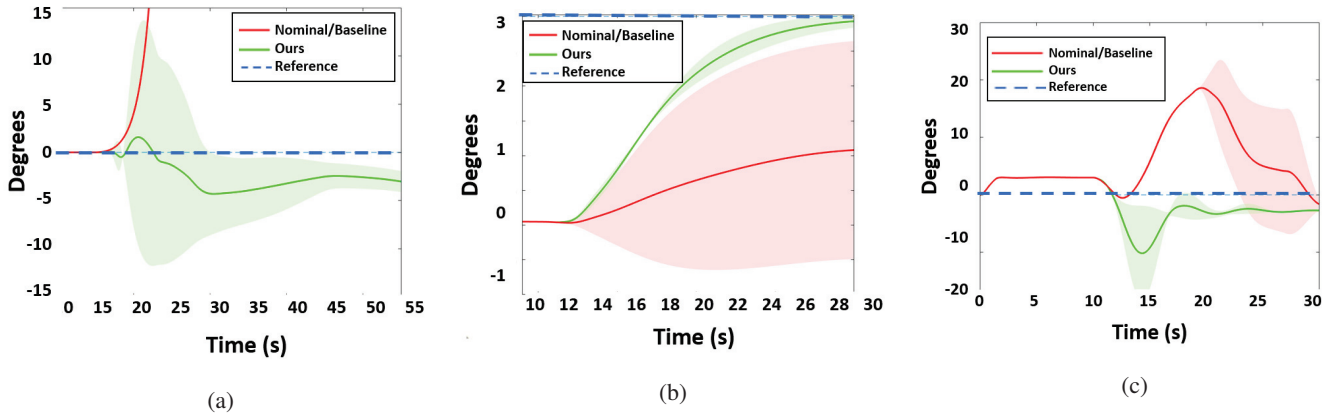 15
10
5
0
-5
-10
-15
Degrees
Nominal/Baseline
Ours
Reference
0 15 20 25 30 35 40 45 50 55
Time (s)
(a)
3
2
1
0
-1
Degrees
Nominal/Baseline
Ours
Reference
10 12 14 16 20 22 24 26 28 30
Time (s)
(b)
30
20
10
0
-10
-20
Degrees
Nominal/Baseline
Ours
Reference
0 5 10 15 20 25 30
Time (s)
(c)